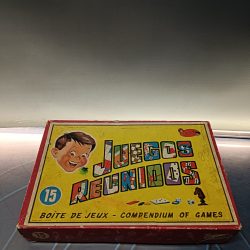 JUEGOS
REUNIDOS
15
BOITE DE JEUX - COMPENDIUM OF GAMES